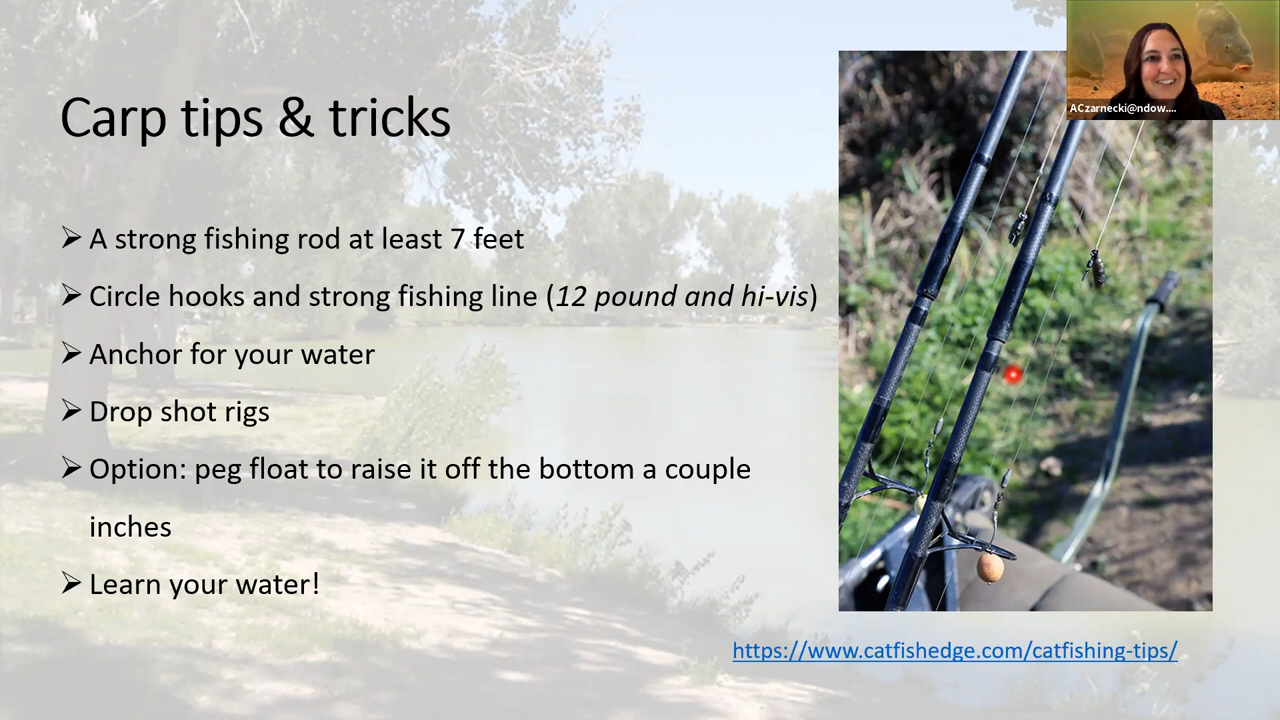 ACzarnecki@ndow....
Carp tips & tricks
➢ A strong fishing rod at least 7 feet
➢ Circle hooks and strong fishing line (12 pound and hi-vis)
➢ Anchor for your water
➢ Drop shot rigs
➢ Option: peg float to raise it off the bottom a couple
inches
➢ Learn your water!
https://www.catfishedge.com/catfishing-tips/